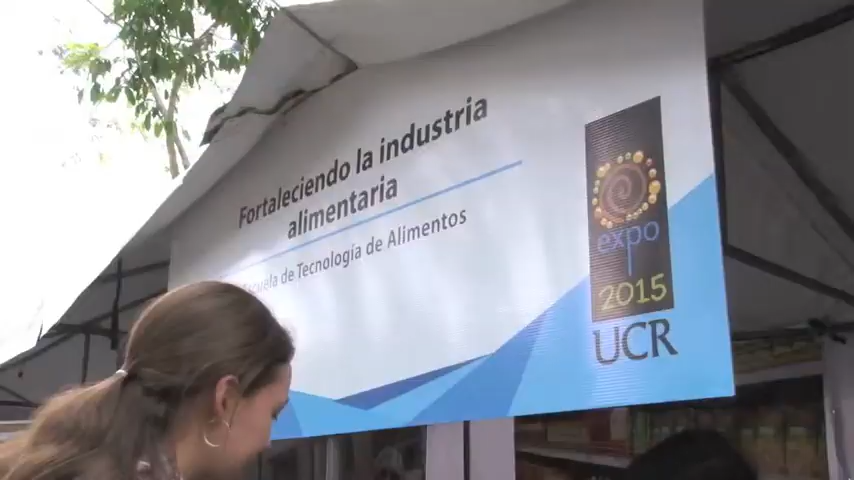 Fortaleciendo la industria
alimentaria
Escuela de Tecnología de Alimentos
expo
2015
UCR